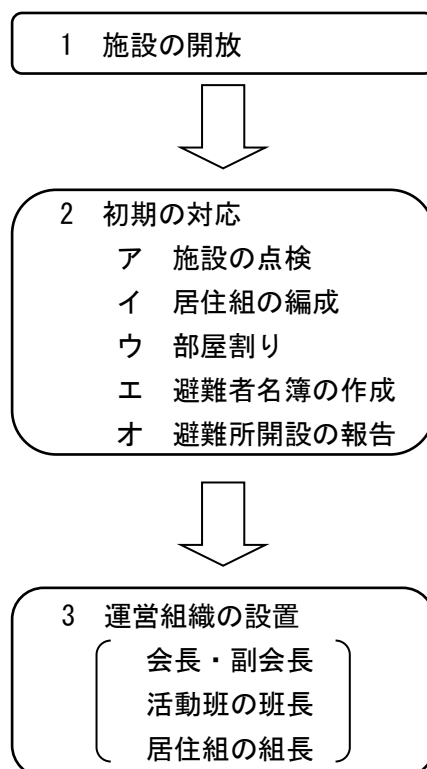 1 施設の開放
2 初期の対応
ア 施設の点検
イ 居住組の編成
ウ 部屋割り
エ 避難者名簿の作成
オ 避難所開設の報告
3 運営組織の設置
会長・副会長
活動班の班長
居住組の組長